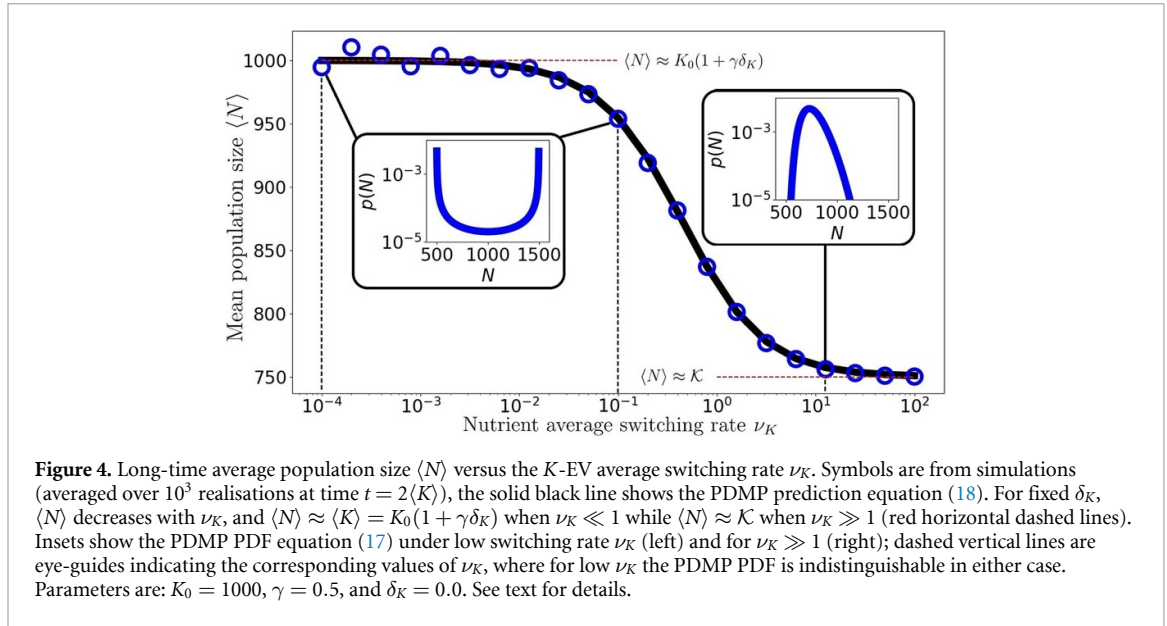 1000
950
900
850
800
750
Mean population size ⟨N⟩
⟨N⟩ ≈ K₀(1 + γδ_K)
p(N)
10⁻³
10⁻⁵
500 1000 1500
N
p(N)
10⁻³
10⁻⁵
500 1000 1500
N
⟨N⟩ ≈ 𝒦
10⁻⁴ 10⁻³ 10⁻² 10⁻¹ 10⁰ 10¹ 10²
Nutrient average switching rate ν_K
Figure 4. Long-time average population size ⟨N⟩ versus the K-EV average switching rate ν_K. Symbols are from simulations
(averaged over 10³ realisations at time t = 2⟨K⟩), the solid black line shows the PDMP prediction equation (18). For fixed δ_K,
⟨N⟩ decreases with ν_K, and ⟨N⟩ ≈ ⟨K⟩ = K₀(1 + γδ_K) when ν_K ≪ 1 while ⟨N⟩ ≈ 𝒦 when ν_K ≫ 1 (red horizontal dashed lines).
Insets show the PDMP PDF equation (17) under low switching rate ν_K (left) and for ν_K ≫ 1 (right); dashed vertical lines are
eye-guides indicating the corresponding values of ν_K, where for low ν_K the PDMP PDF is indistinguishable in either case.
Parameters are: K₀ = 1000, γ = 0.5, and δ_K = 0.0. See text for details.